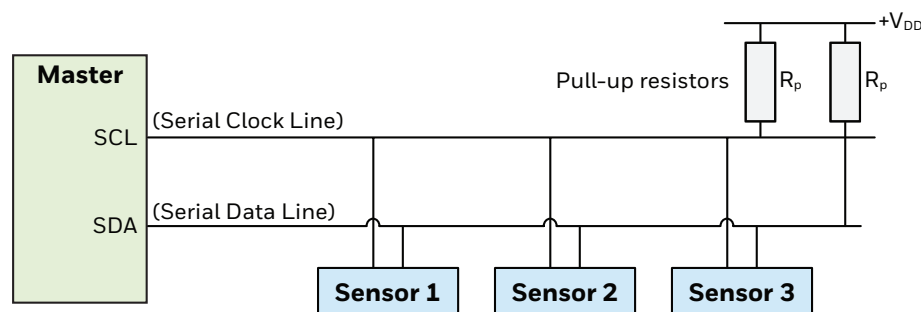 +VDD
Master
Pull-up resistors Rp Rp
(Serial Clock Line)
SCL
(Serial Data Line)
SDA
Sensor 1 Sensor 2 Sensor 3